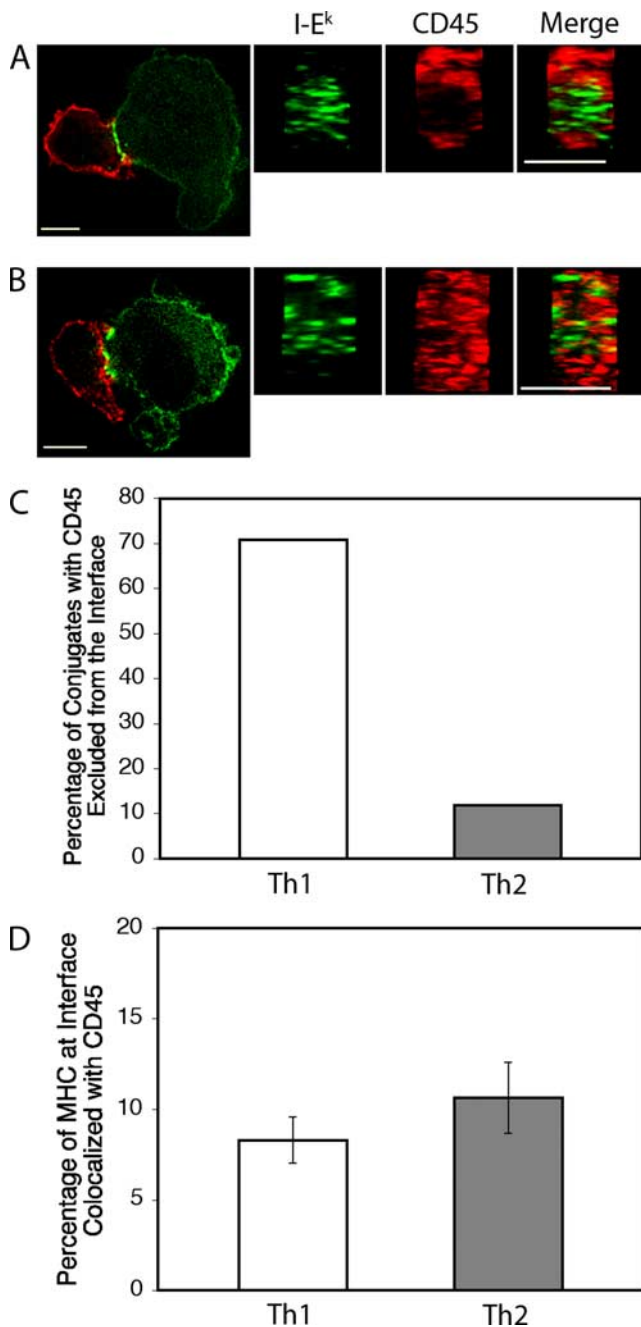 I-Eᵏ CD45 Merge
A
B
C
Percentage of Conjugates with CD45
Excluded from the Interface
80
70
60
50
40
30
20
10
0
Th1 Th2
D
Percentage of MHC at Interface
Colocalized with CD45
20
15
10
5
0
Th1 Th2